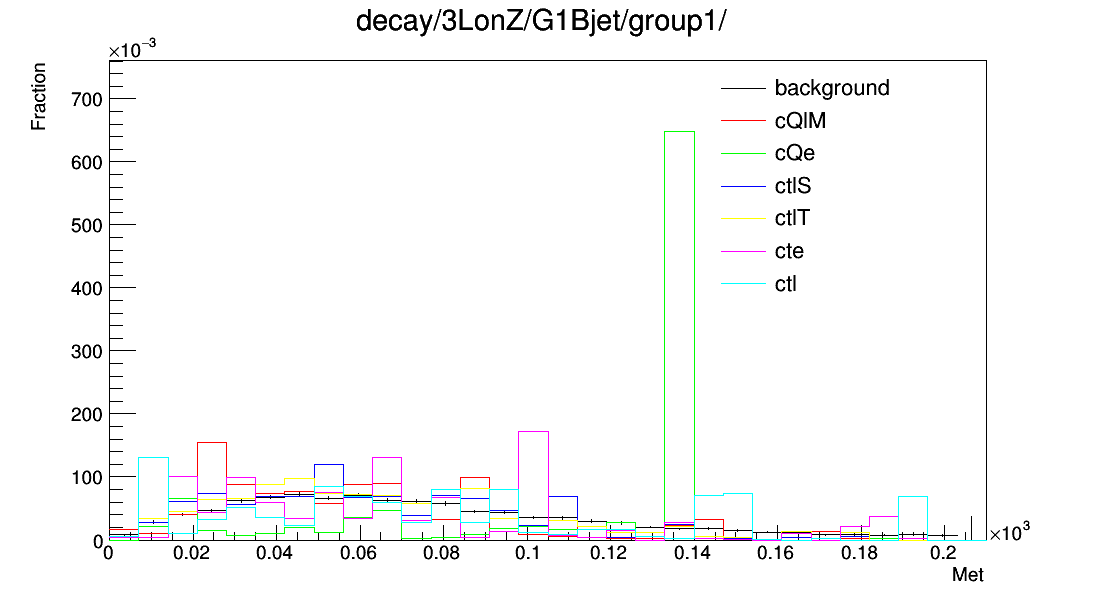 decay/3LonZ/G1Bjet/group1/
×10⁻³
Fraction
700
600
500
400
300
200
100
0
background
cQlM
cQe
ctlS
ctlT
cte
ctl
0 0.02 0.04 0.06 0.08 0.1 0.12 0.14 0.16 0.18 0.2
×10³
Met